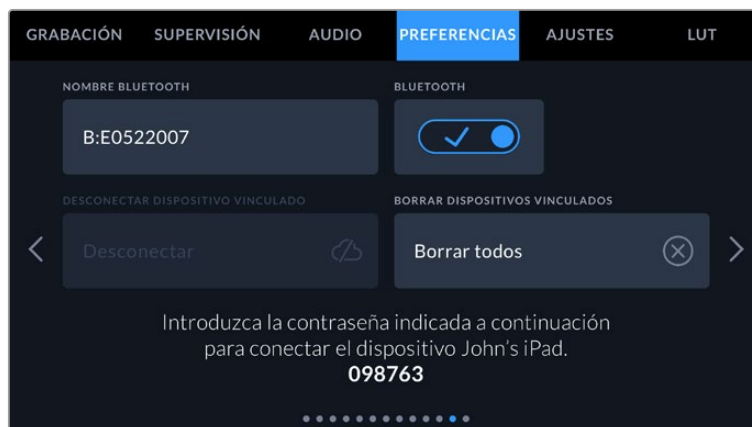 GRABACIÓN SUPERVISIÓN AUDIO PREFERENCIAS AJUSTES LUT
NOMBRE BLUETOOTH BLUETOOTH
B:E0522007
DESCONECTAR DISPOSITIVO VINCULADO BORRAR DISPOSITIVOS VINCULADOS
Desconectar Borrar todos
Introduzca la contraseña indicada a continuación
para conectar el dispositivo John's iPad.
098763